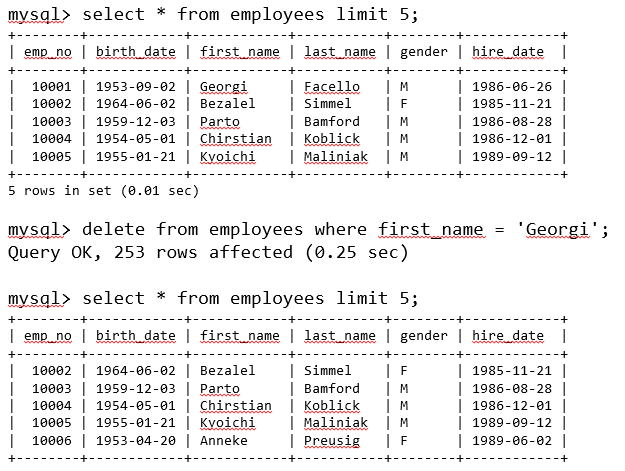 mysql> select * from employees limit 5;
+--------+------------+------------+-----------+--------+------------+
| emp_no | birth_date | first_name | last_name | gender | hire_date  |
+--------+------------+------------+-----------+--------+------------+
|  10001 | 1953-09-02 | Georgi     | Facello   | M      | 1986-06-26 |
|  10002 | 1964-06-02 | Bezalel    | Simmel    | F      | 1985-11-21 |
|  10003 | 1959-12-03 | Parto      | Bamford   | M      | 1986-08-28 |
|  10004 | 1954-05-01 | Chirstian  | Koblick   | M      | 1986-12-01 |
|  10005 | 1955-01-21 | Kyoichi    | Maliniak  | M      | 1989-09-12 |
+--------+------------+------------+-----------+--------+------------+
5 rows in set (0.01 sec)
mysql> delete from employees where first_name = 'Georgi';
Query OK, 253 rows affected (0.25 sec)
mysql> select * from employees limit 5;
+--------+------------+------------+-----------+--------+------------+
| emp_no | birth_date | first_name | last_name | gender | hire_date  |
+--------+------------+------------+-----------+--------+------------+
|  10002 | 1964-06-02 | Bezalel    | Simmel    | F      | 1985-11-21 |
|  10003 | 1959-12-03 | Parto      | Bamford   | M      | 1986-08-28 |
|  10004 | 1954-05-01 | Chirstian  | Koblick   | M      | 1986-12-01 |
|  10005 | 1955-01-21 | Kyoichi    | Maliniak  | M      | 1989-09-12 |
|  10006 | 1953-04-20 | Anneke     | Preusig   | F      | 1989-06-02 |
+--------+------------+------------+-----------+--------+------------+